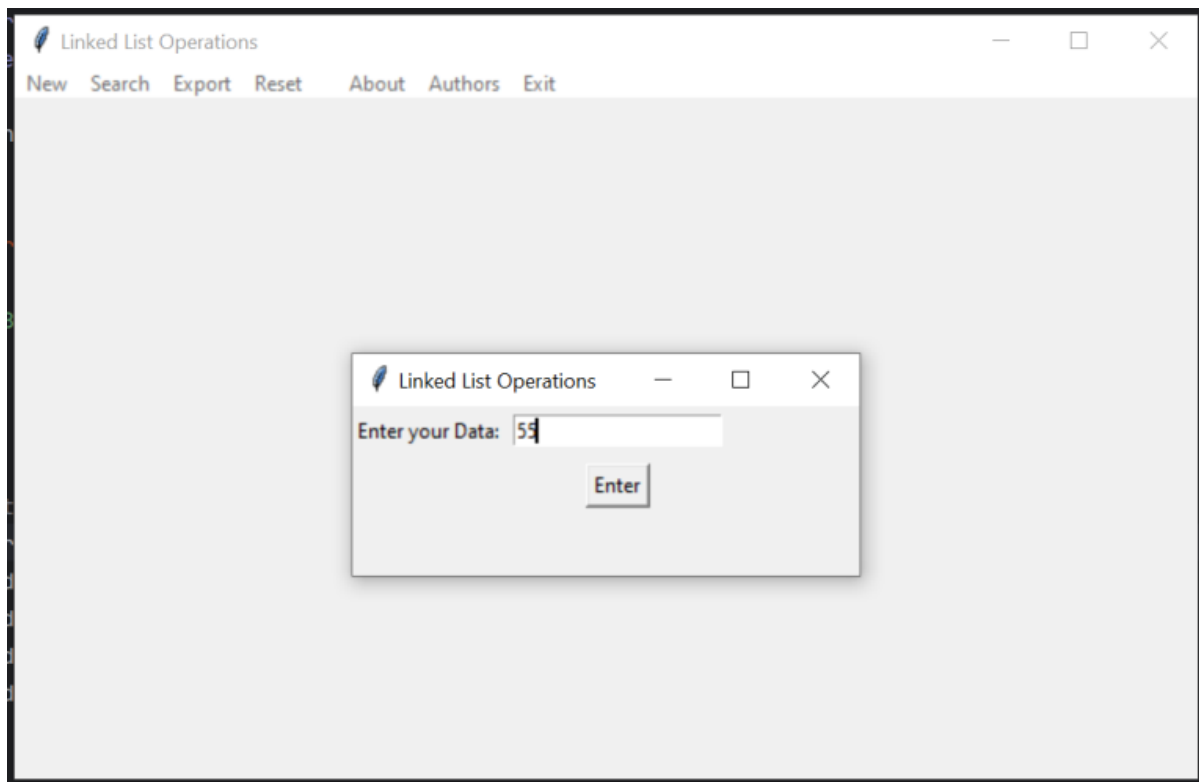 Linked List Operations
New Search Export Reset About Authors Exit
Linked List Operations
Enter your Data: 55
Enter